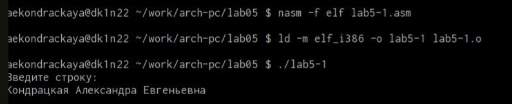 aekondrackaya@dk1n22 ~/work/arch-pc/lab05 $ nasm -f elf lab5-1.asm
aekondrackaya@dk1n22 ~/work/arch-pc/lab05 $ ld -m elf_i386 -o lab5-1 lab5-1.o
aekondrackaya@dk1n22 ~/work/arch-pc/lab05 $ ./lab5-1
Введите строку:
Кондрацкая Александра Евгеньевна